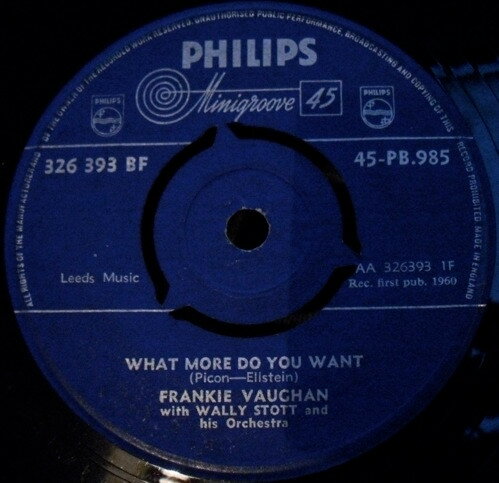 ALL RIGHTS OF THE MANUFACTURER AND OF THE OWNER OF THE RECORDED WORK RESERVED. UNAUTHORISED PUBLIC PERFORMANCE, BROADCASTING AND COPYING OF THIS RECORD PROHIBITED MADE IN ENGLAND
PHILIPS
PHILIPS
Minigroove 45
PHILIPS
326 393 BF
45-PB.985
Leeds Music
AA 326393 1F
Rec. first pub. 1960
WHAT MORE DO YOU WANT
(Picon—Ellstein)
FRANKIE VAUGHAN
with WALLY STOTT and
his Orchestra